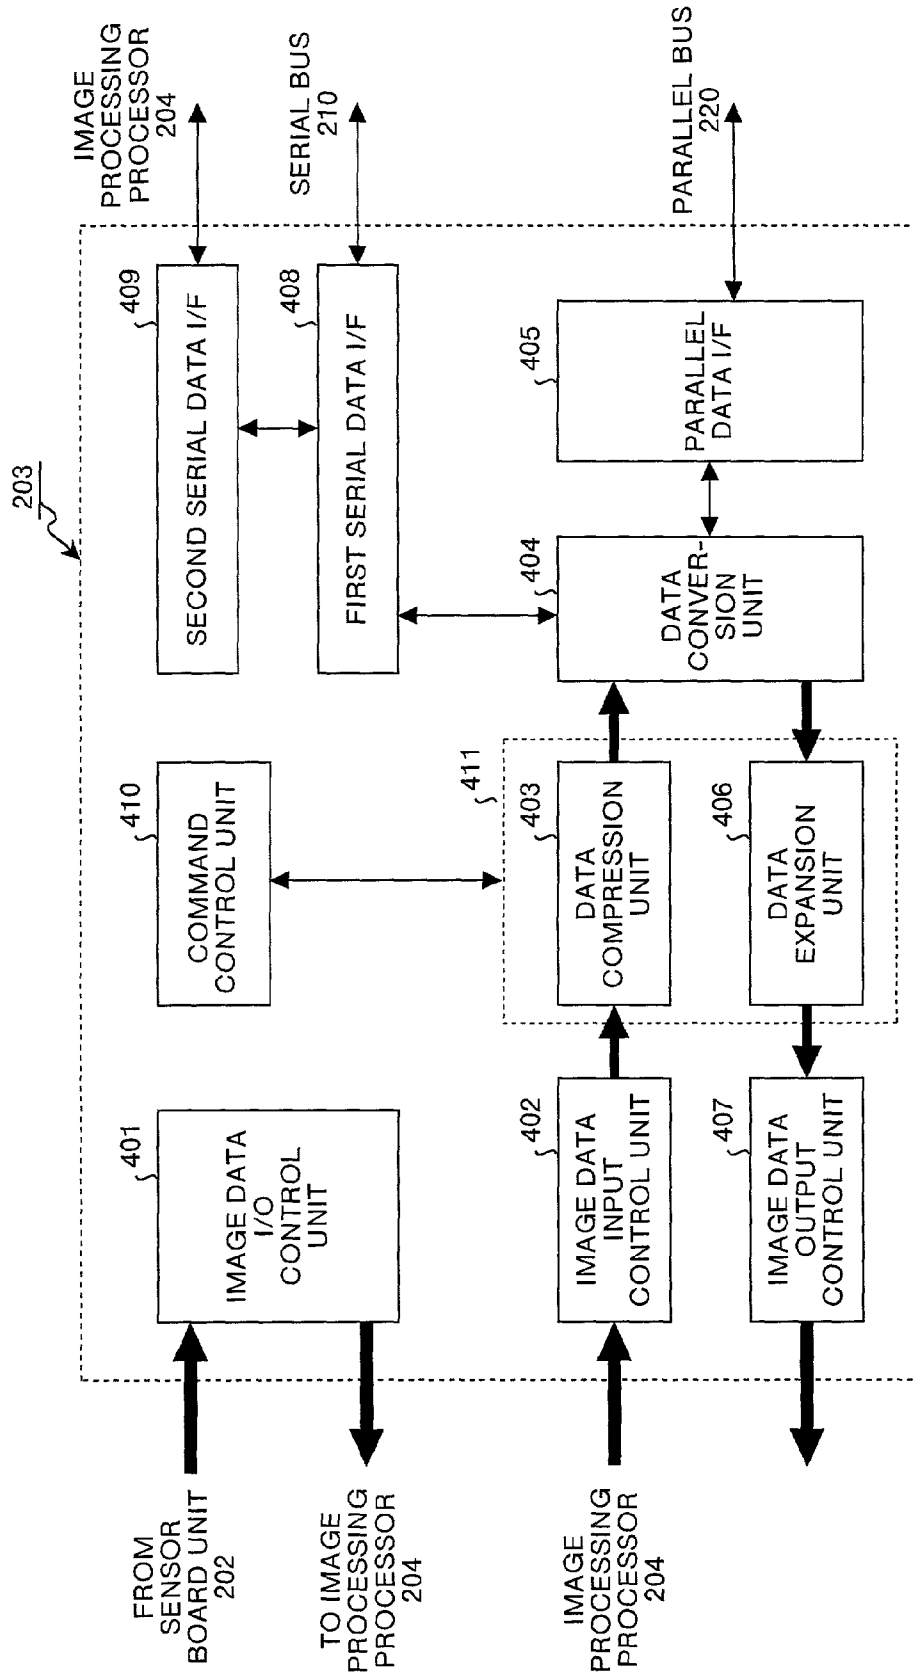 203
FROM
SENSOR
BOARD UNIT
202
TO IMAGE
PROCESSING
PROCESSOR
204
401
IMAGE DATA
I/O
CONTROL
UNIT
410
COMMAND
CONTROL UNIT
409
SECOND SERIAL DATA I/F
IMAGE
PROCESSING
PROCESSOR
204
408
FIRST SERIAL DATA I/F
SERIAL BUS
210
IMAGE
PROCESSING
PROCESSOR
204
402
IMAGE DATA
INPUT
CONTROL UNIT
411
403
DATA
COMPRESSION
UNIT
404
DATA
CONVER-
SION
UNIT
405
PARALLEL
DATA I/F
PARALLEL BUS
220
407
IMAGE DATA
OUTPUT
CONTROL UNIT
406
DATA
EXPANSION
UNIT